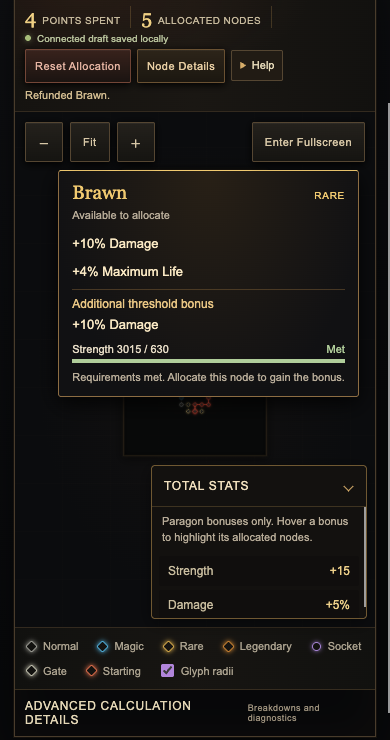 4 POINTS SPENT 5 ALLOCATED NODES
Connected draft saved locally
Reset Allocation Node Details Help
Refunded Brawn.
− Fit + Enter Fullscreen
Brawn RARE
Available to allocate
+10% Damage
+4% Maximum Life
Additional threshold bonus
+10% Damage
Strength 3015 / 630 Met
Requirements met. Allocate this node to gain the bonus.
TOTAL STATS
Paragon bonuses only. Hover a bonus
to highlight its allocated nodes.
Strength +15
Damage +5%
Normal Magic Rare Legendary Socket
Gate Starting Glyph radii
ADVANCED CALCULATION
DETAILS
Breakdowns and
diagnostics